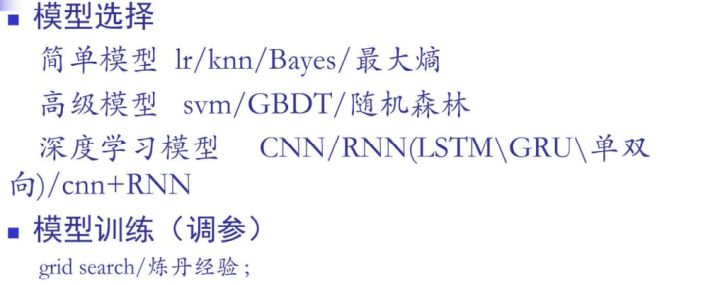 模型选择
简单模型 lr/knn/Bayes/最大熵
高级模型 svm/GBDT/随机森林
深度学习模型 CNN/RNN(LSTM\GRU\单双
向)/cnn+RNN
模型训练（调参）
grid search/炼丹经验;